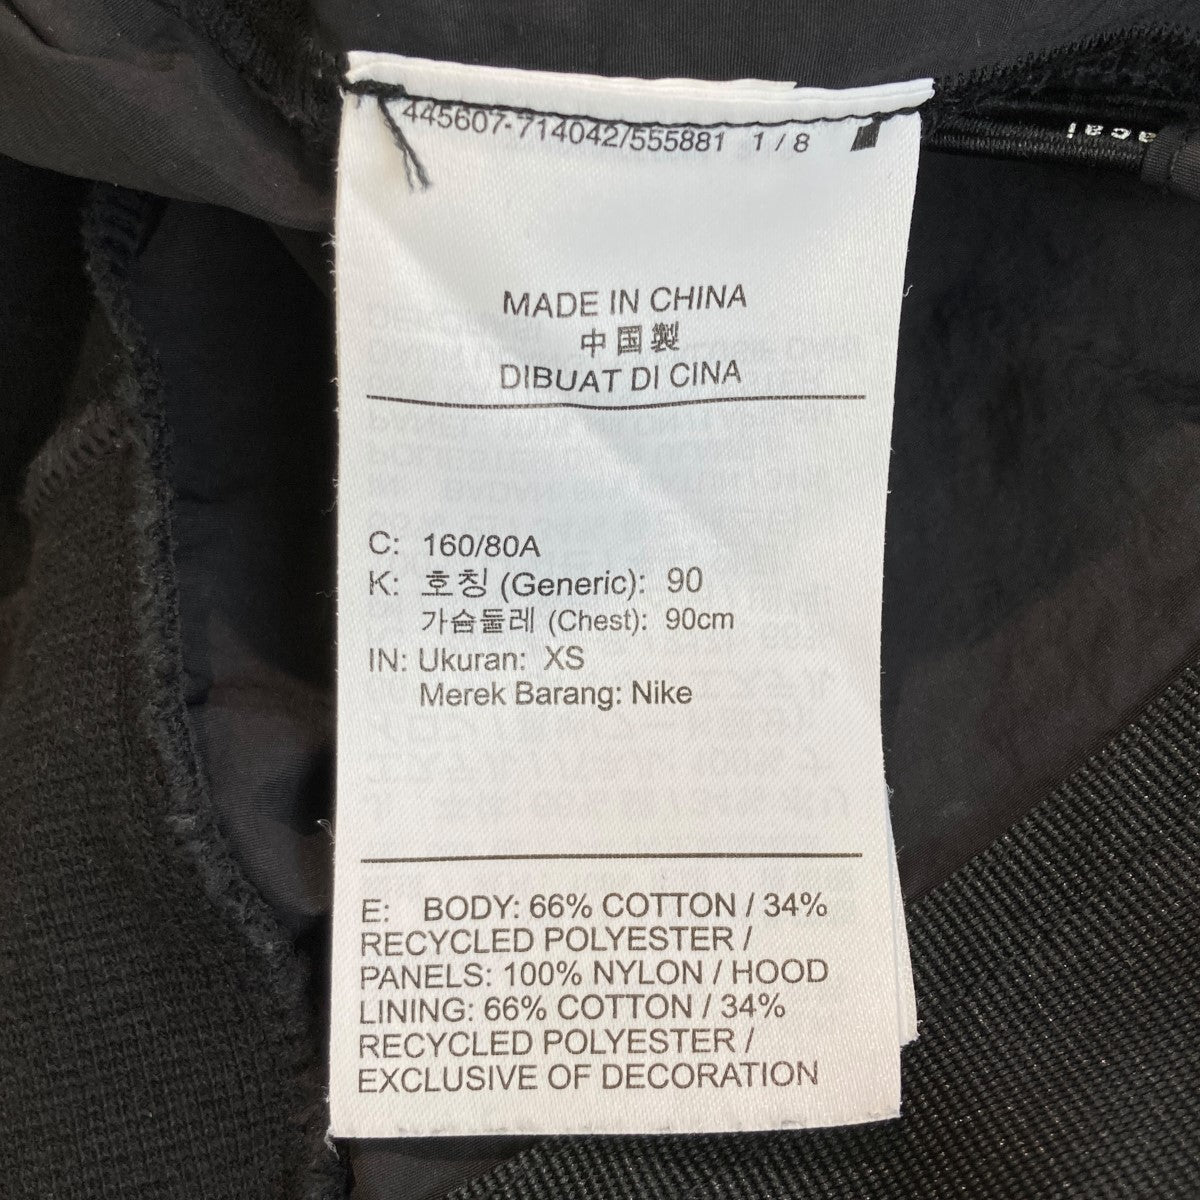 445607-714042/555881 1 / 8
acai
MADE IN CHINA
中国製
DIBUAT DI CINA
C: 160/80A
K: 호칭 (Generic): 90
가슴둘레 (Chest): 90cm
IN: Ukuran: XS
Merek Barang: Nike
E: BODY: 66% COTTON / 34%
RECYCLED POLYESTER /
PANELS: 100% NYLON / HOOD
LINING: 66% COTTON / 34%
RECYCLED POLYESTER /
EXCLUSIVE OF DECORATION